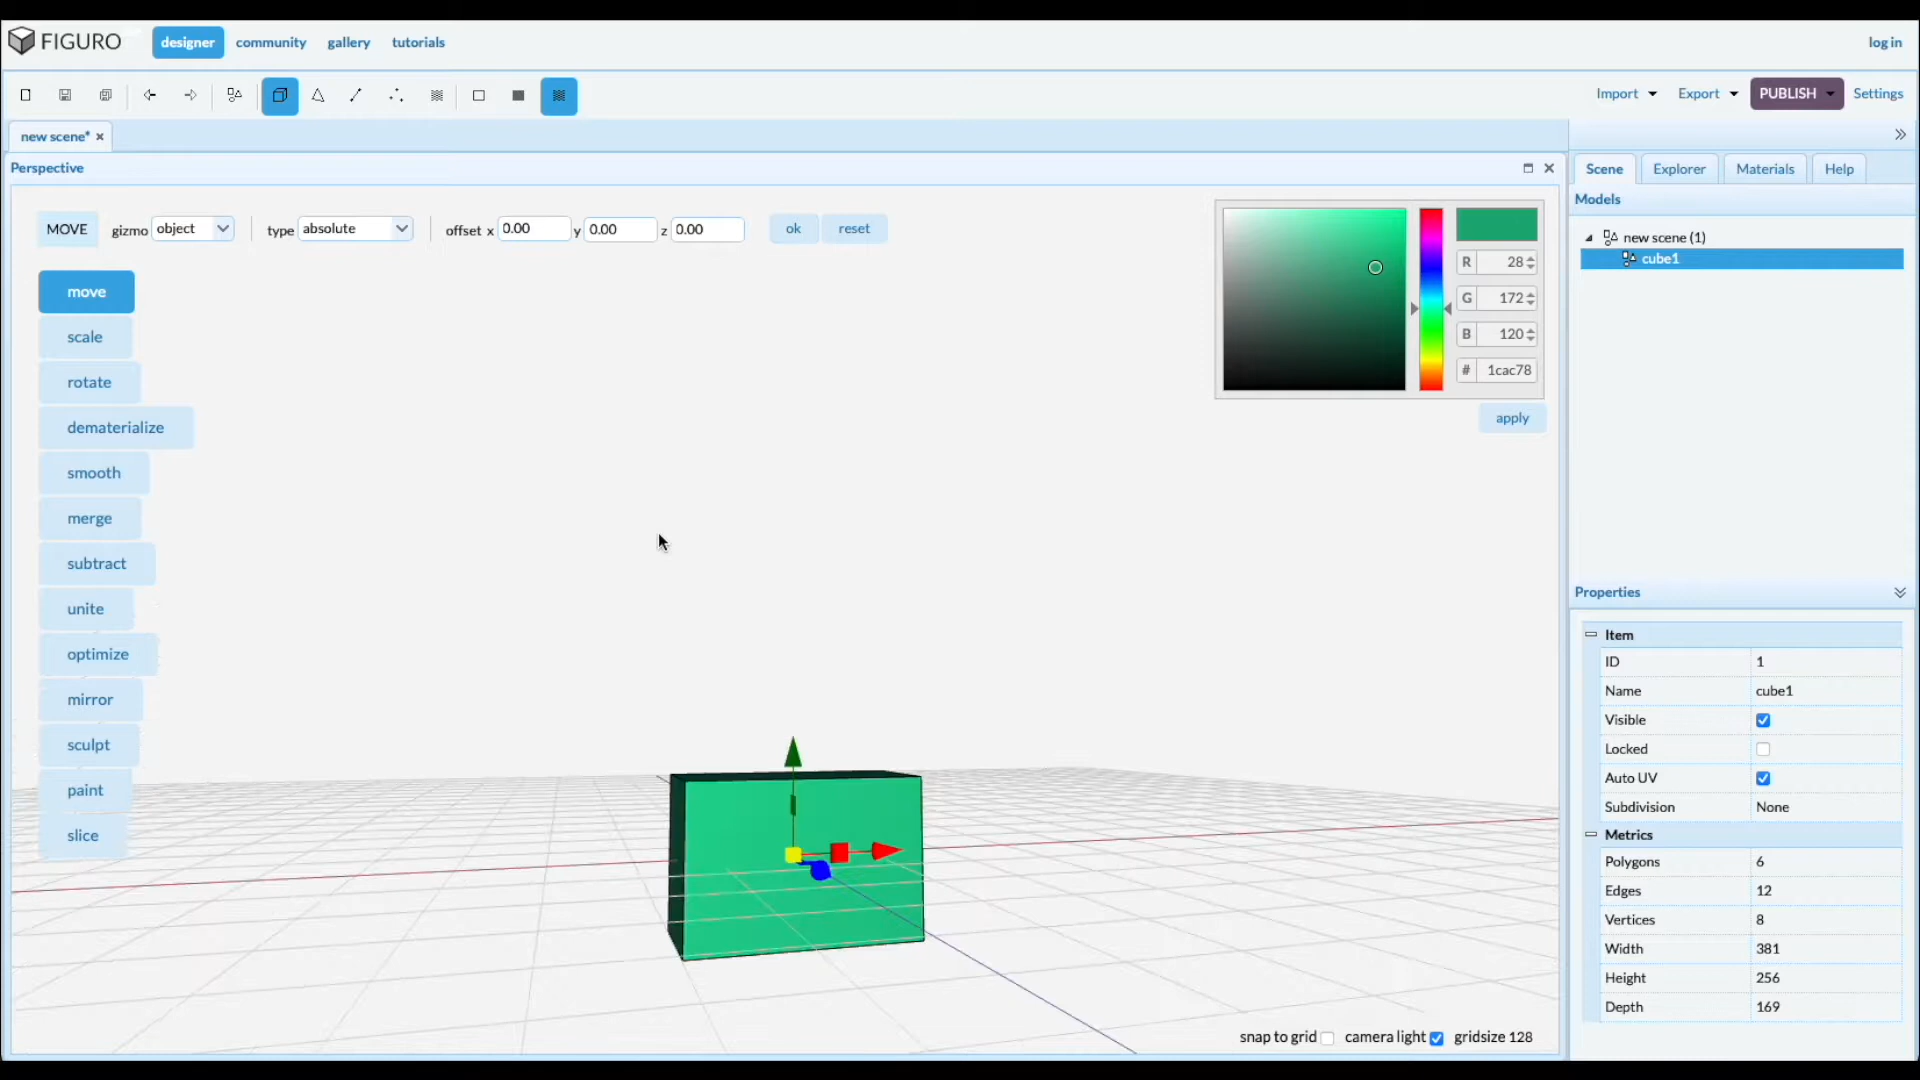 FIGURO designer community gallery tutorials log in
Import Export PUBLISH Settings
new scene*
Perspective
MOVE gizmo object type absolute offset x 0.00 y 0.00 z 0.00 ok reset
move
scale
rotate
dematerialize
smooth
merge
subtract
unite
optimize
mirror
sculpt
paint
slice
R 28
G 172
B 120
# 1cac78
apply
snap to grid camera light gridsize 128
Scene Explorer Materials Help
Models
new scene (1)
cube1
Properties
Item
ID 1
Name cube1
Visible
Locked
Auto UV
Subdivision None
Metrics
Polygons 6
Edges 12
Vertices 8
Width 381
Height 256
Depth 169